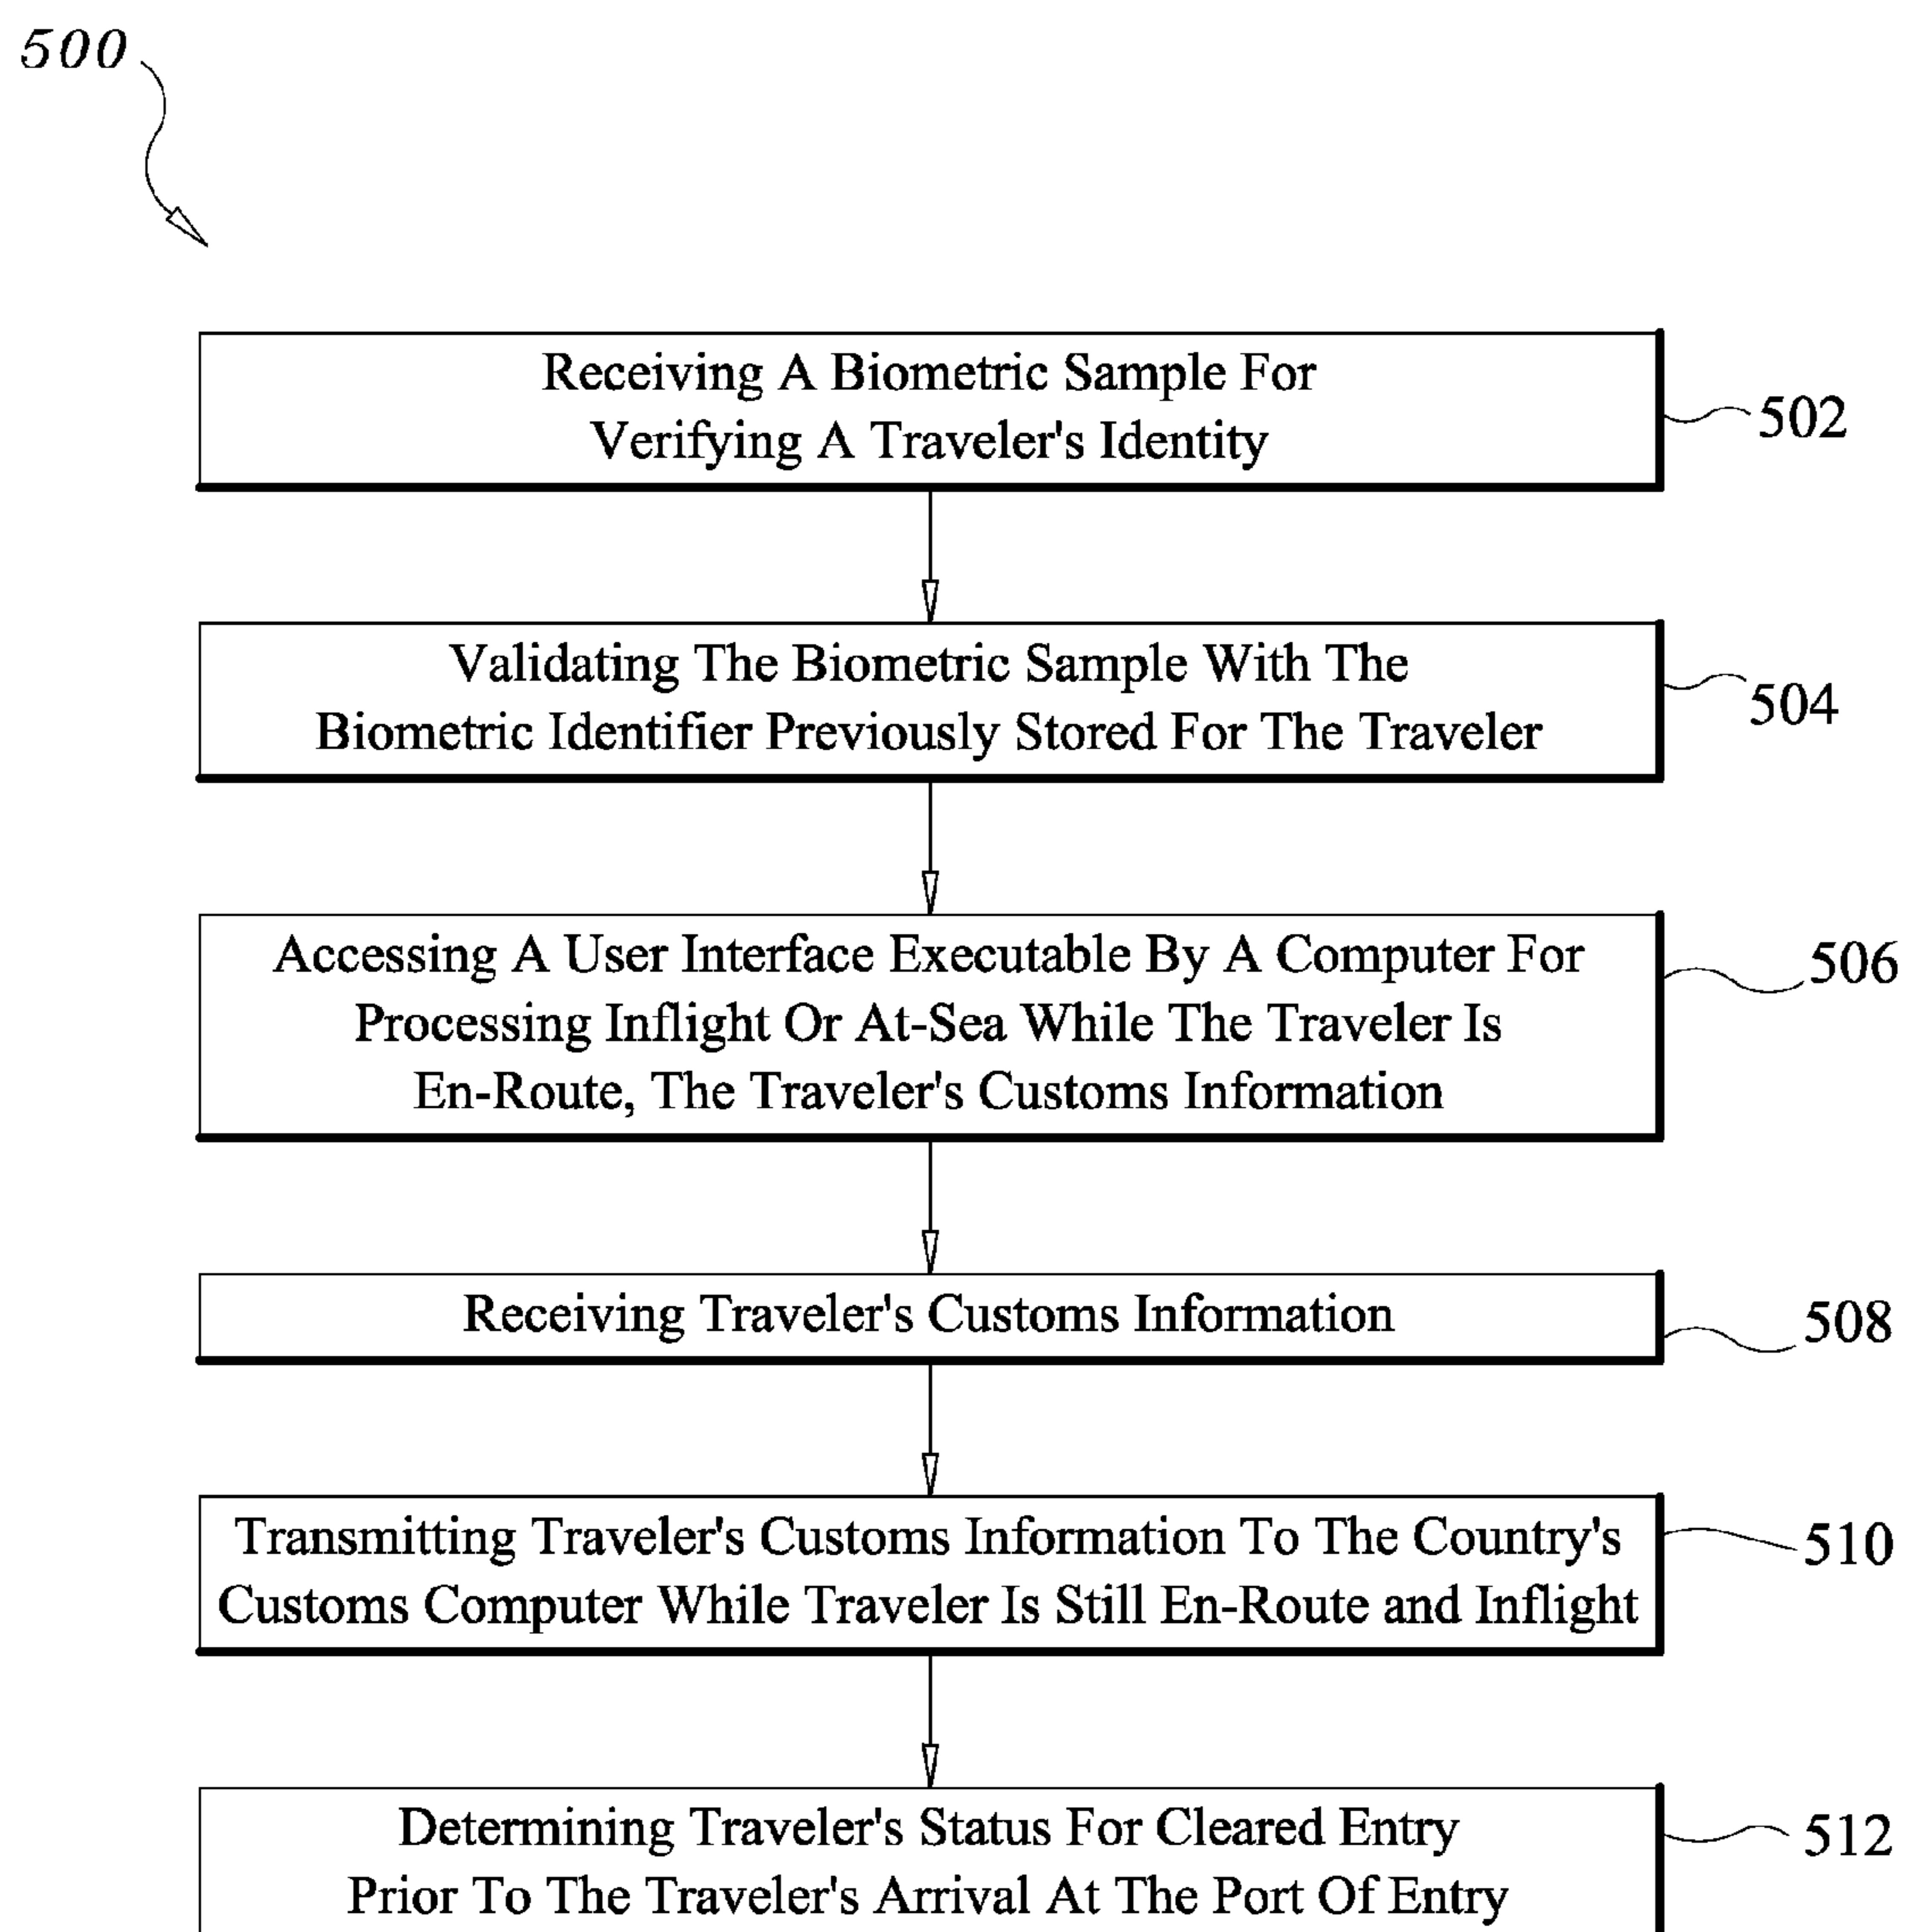 500
Receiving A Biometric Sample For
Verifying A Traveler's Identity
502
Validating The Biometric Sample With The
Biometric Identifier Previously Stored For The Traveler
504
Accessing A User Interface Executable By A Computer For
Processing Inflight Or At-Sea While The Traveler Is
En-Route, The Traveler's Customs Information
506
Receiving Traveler's Customs Information
508
Transmitting Traveler's Customs Information To The Country's
Customs Computer While Traveler Is Still En-Route and Inflight
510
Determining Traveler's Status For Cleared Entry
Prior To The Traveler's Arrival At The Port Of Entry
512